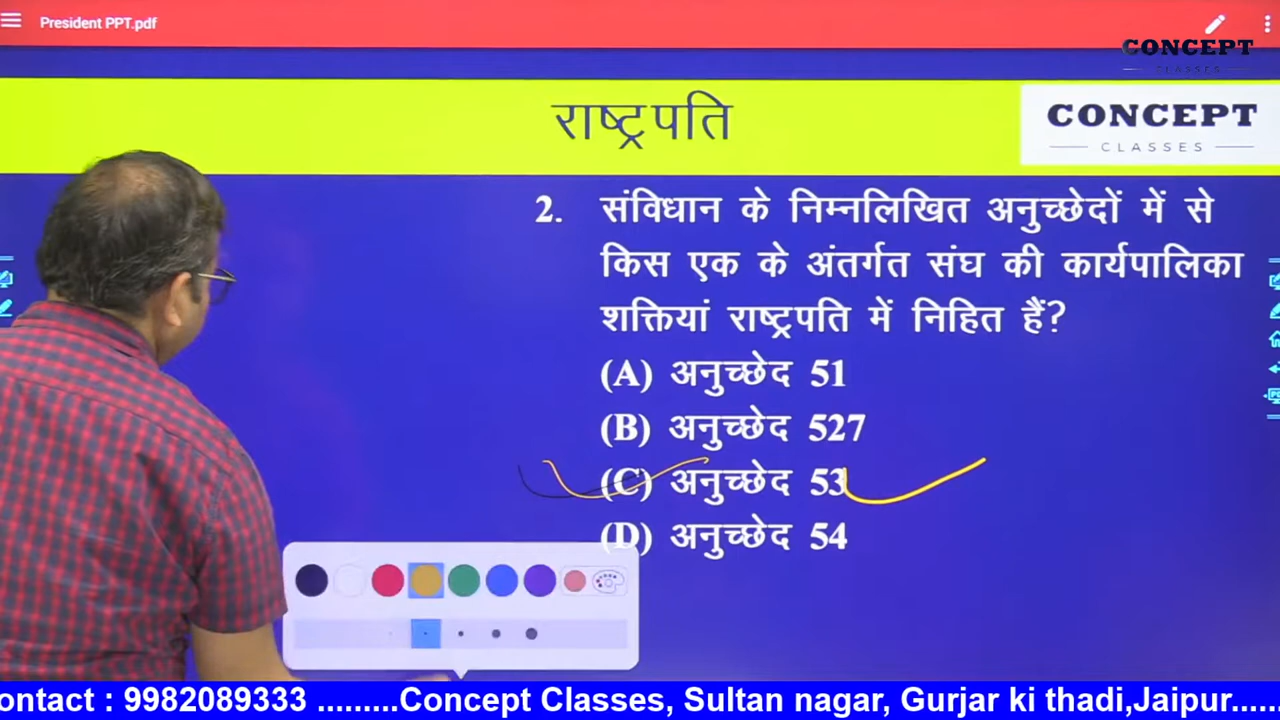 President PPT.pdf
CONCEPT
CLASSES
राष्ट्रपति
CONCEPT
CLASSES
2. संविधान के निम्नलिखित अनुच्छेदों में से
किस एक के अंतर्गत संघ की कार्यपालिका
शक्तियां राष्ट्रपति में निहित हैं?
(A) अनुच्छेद 51
(B) अनुच्छेद 527
(C) अनुच्छेद 53
(D) अनुच्छेद 54
ontact : 9982089333 .........Concept Classes, Sultan nagar, Gurjar ki thadi,Jaipur......